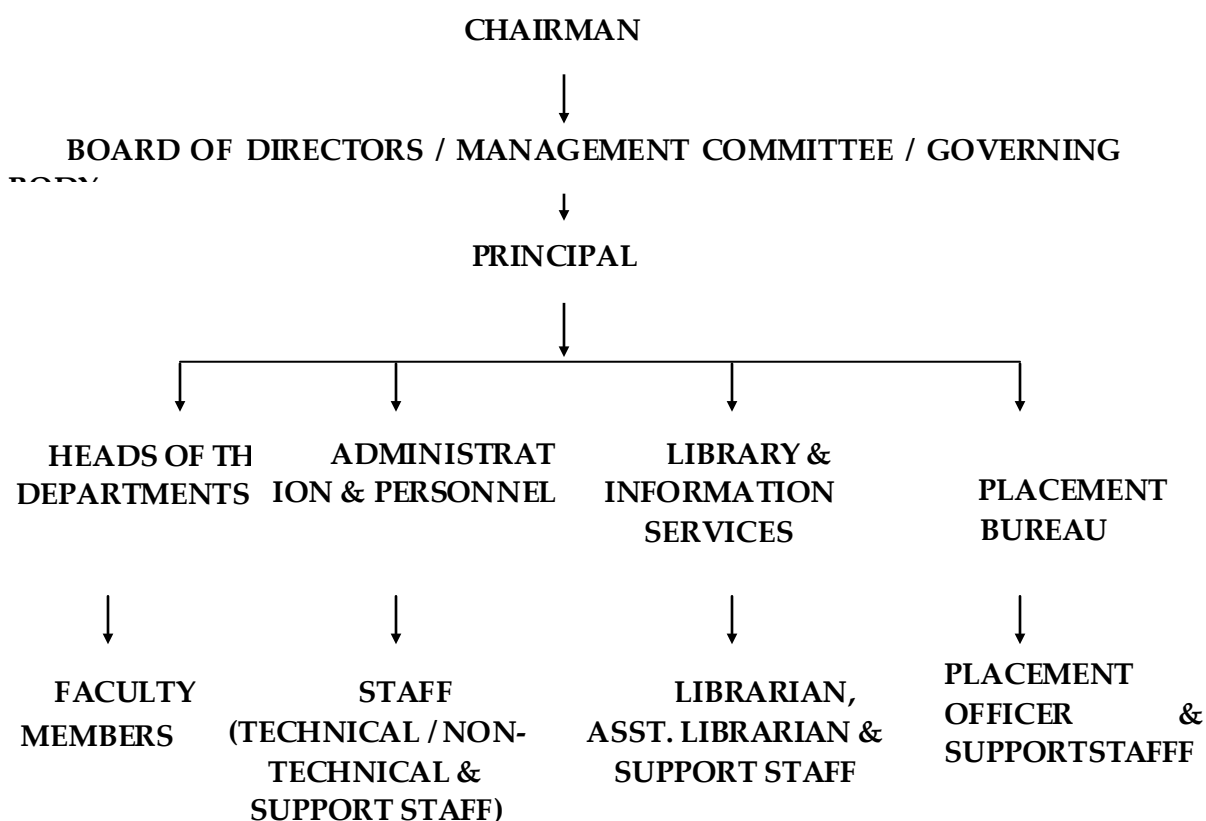 CHAIRMAN
BOARD OF DIRECTORS / MANAGEMENT COMMITTEE / GOVERNING
BODY
PRINCIPAL
HEADS OF TH
DEPARTMENTS
ADMINISTRAT
ION & PERSONNEL
LIBRARY &
INFORMATION
SERVICES
PLACEMENT
BUREAU
FACULTY
MEMBERS
STAFF
(TECHNICAL / NON-
TECHNICAL &
SUPPORT STAFF)
LIBRARIAN,
ASST. LIBRARIAN &
SUPPORT STAFF
PLACEMENT
OFFICER &
SUPPORTSTAFFF